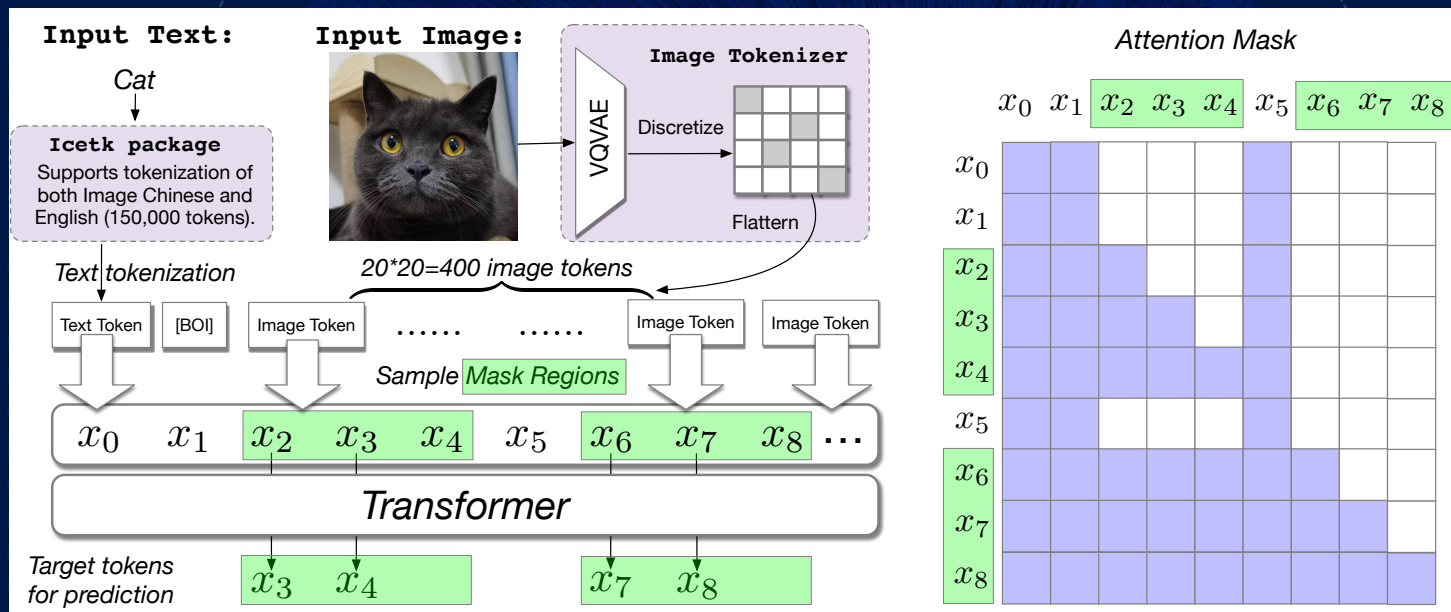 Input Text:
Cat
Icetk package
Supports tokenization of
both Image Chinese and
English (150,000 tokens).
Text tokenization
Input Image:
Image Tokenizer
VQVAE
Discretize
Flattern
20*20=400 image tokens
Text Token
[BOI]
Image Token
...... ......
Image Token
Image Token
Sample Mask Regions
x₀ x₁ x₂ x₃ x₄ x₅ x₆ x₇ x₈ ...
Transformer
Target tokens
for prediction
x₃ x₄ x₇ x₈
Attention Mask
x₀ x₁ x₂ x₃ x₄ x₅ x₆ x₇ x₈
x₀
x₁
x₂
x₃
x₄
x₅
x₆
x₇
x₈